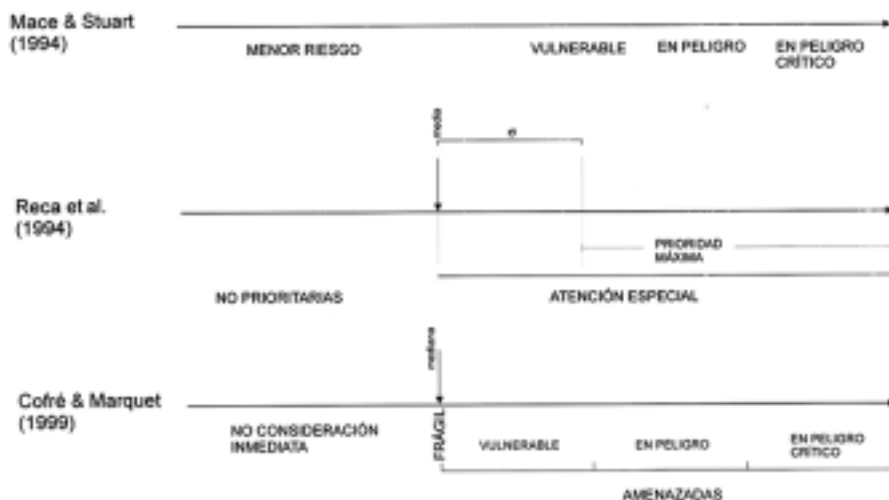 Mace & Stuart
(1994)
MENOR RIESGO
VULNERABLE
EN PELIGRO
EN PELIGRO
CRÍTICO
media
Reca et al.
(1994)
PRIORIDAD
MÁXIMA
NO PRIORITARIAS
ATENCIÓN ESPECIAL
mediana
Cofré & Marquet
(1999)
NO CONSIDERACIÓN
INMEDIATA
FRÁGIL
VULNERABLE
EN PELIGRO
EN PELIGRO
CRÍTICO
AMENAZADAS